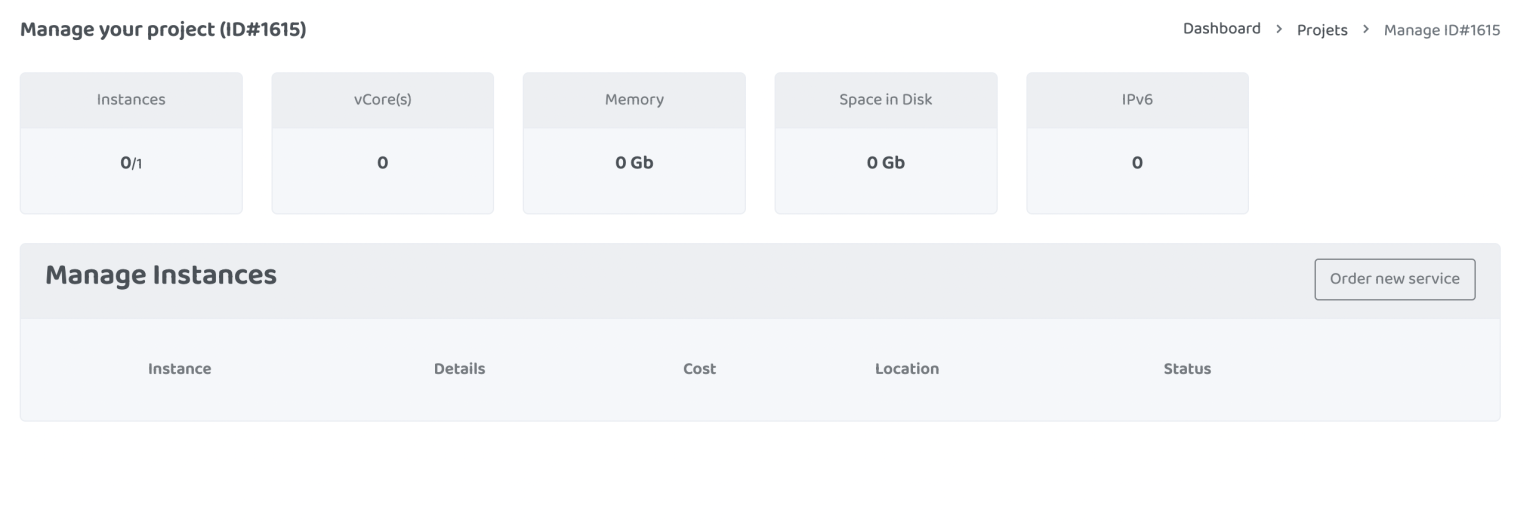 Manage your project (ID#1615)
Dashboard > Projets > Manage ID#1615
Instances vCore(s) Memory Space in Disk IPv6
0/1 0 0 Gb 0 Gb 0
Manage Instances Order new service
Instance Details Cost Location Status